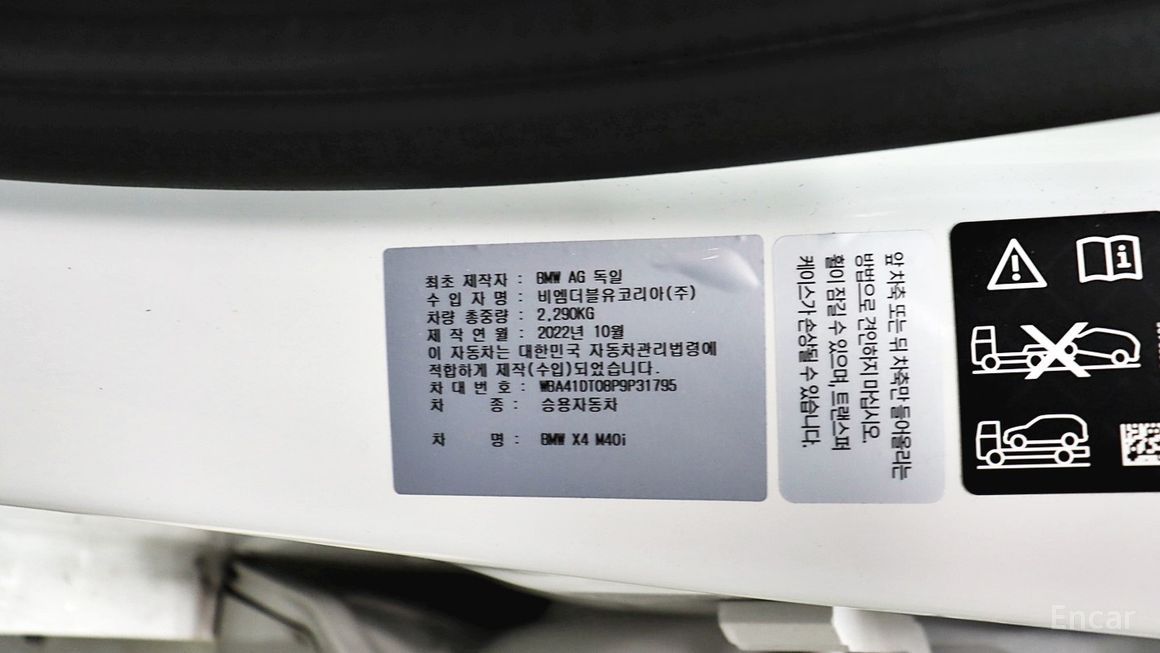 최초 제작자 : BMW AG 독일
수 입 자 명 : 비엠더블유코리아(주)
차량 총중량 : 2,290KG
제 작 연 월 : 2022년 10월
이 자동차는 대한민국 자동차관리법령에
적합하게 제작(수입)되었습니다.
차 대 번 호 : WBA41DT08P9P31795
차 종 : 승용자동차
차 명 : BMW X4 M40i
앞 차축 또는 뒤 차축만 들어올리는
방법으로 견인하지 마십시오.
휠이 잠길 수 있으며, 트랜스퍼
케이스가 손상될 수 있습니다.
Encar